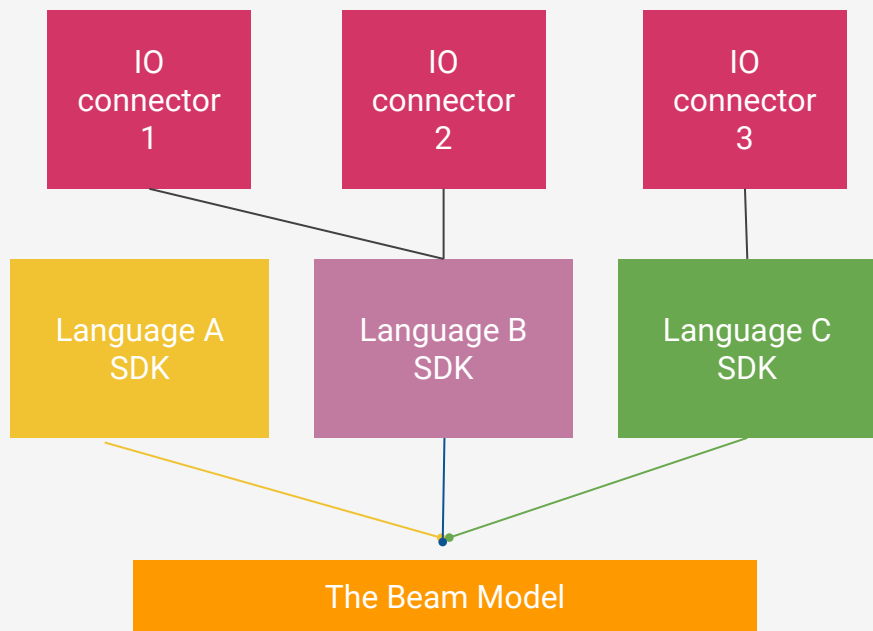 IO
connector
1
IO
connector
2
IO
connector
3
Language A
SDK
Language B
SDK
Language C
SDK
The Beam Model